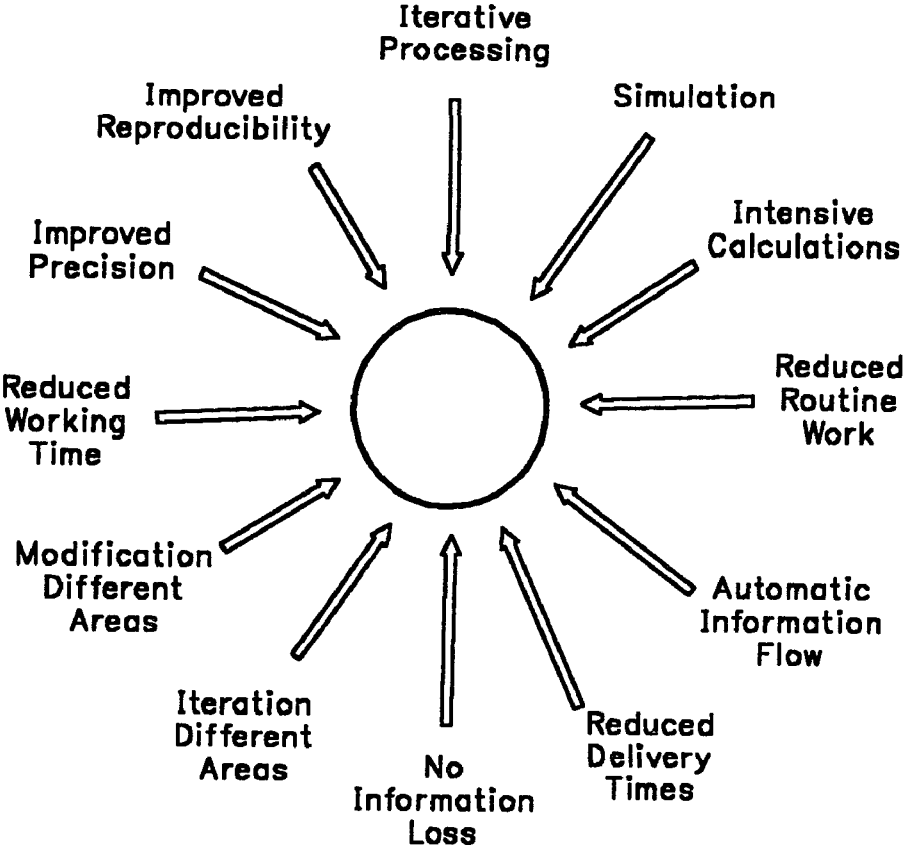 Iterative
Processing
Simulation
Improved
Reproducibility
Intensive
Calculations
Improved
Precision
Reduced
Routine
Work
Reduced
Working
Time
Automatic
Information
Flow
Modification
Different
Areas
Reduced
Delivery
Times
Iteration
Different
Areas
No
Information
Loss